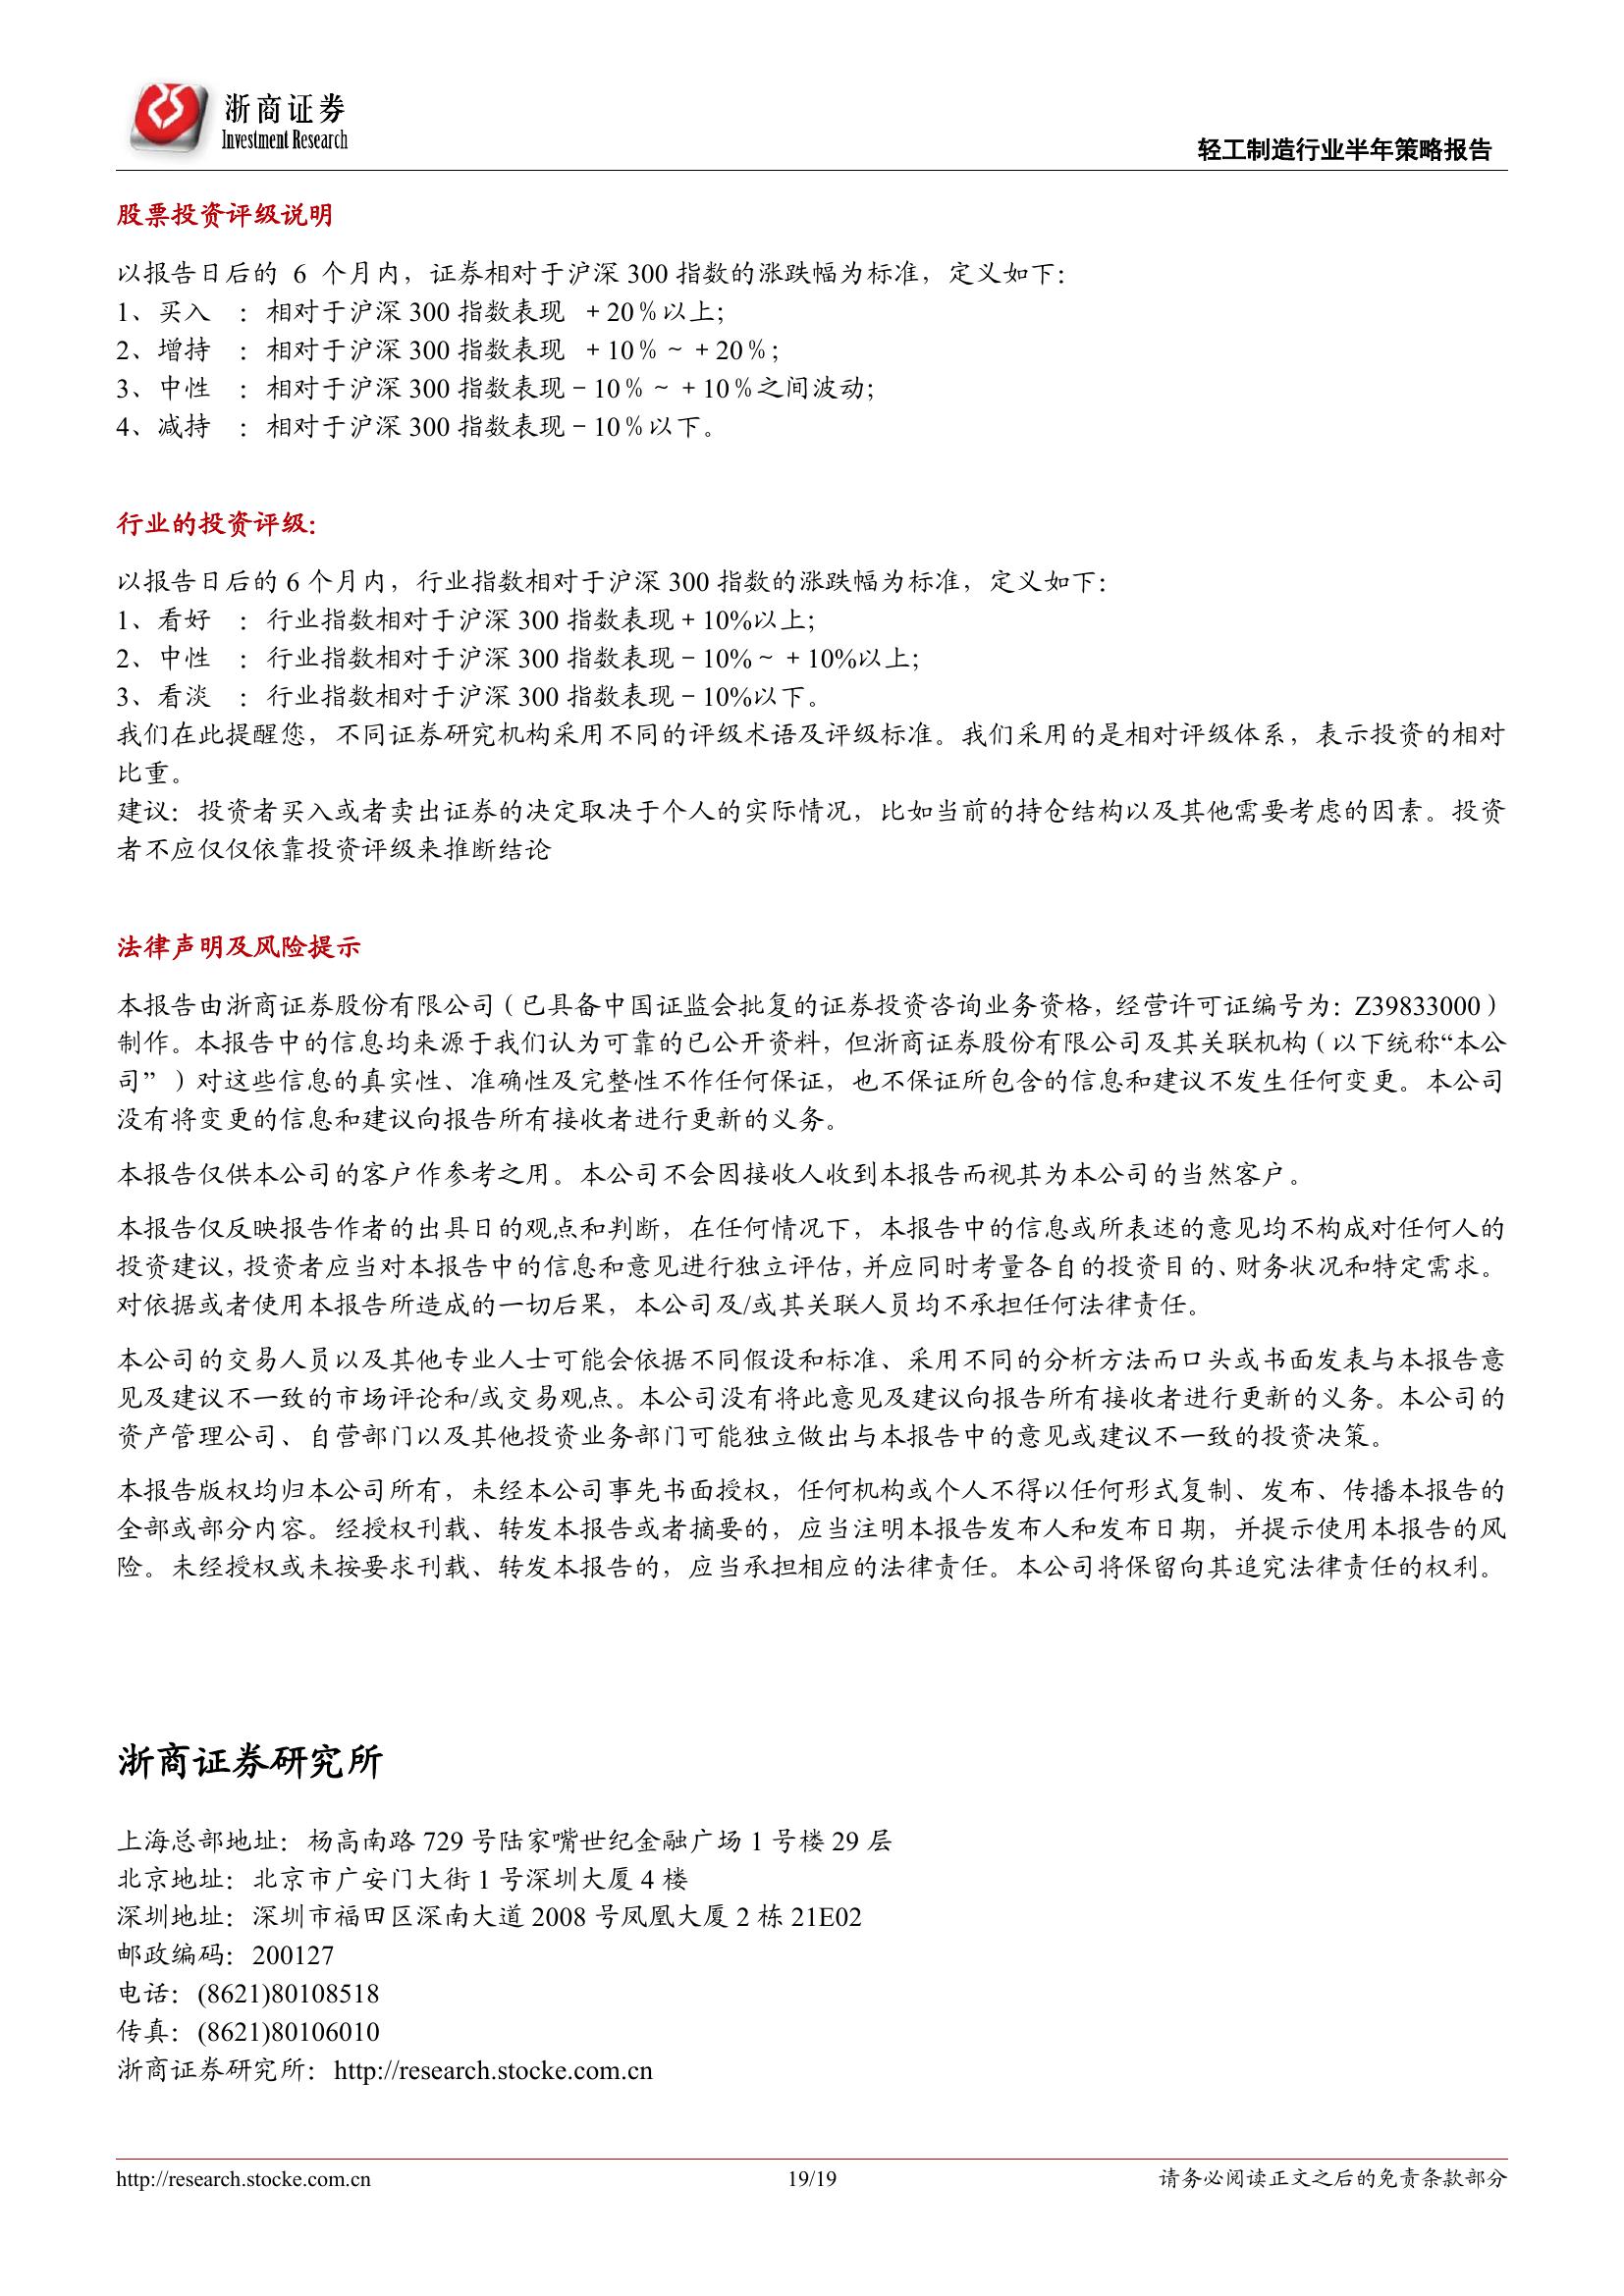 浙商证券
Investment Research
轻工制造行业半年策略报告
股票投资评级说明
以报告日后的 6 个月内，证券相对于沪深 300 指数的涨跌幅为标准，定义如下：
1、买入 ：相对于沪深 300 指数表现 ＋20％以上；
2、增持 ：相对于沪深 300 指数表现 ＋10％～＋20％；
3、中性 ：相对于沪深 300 指数表现－10％～＋10％之间波动；
4、减持 ：相对于沪深 300 指数表现－10％以下。
行业的投资评级：
以报告日后的 6 个月内，行业指数相对于沪深 300 指数的涨跌幅为标准，定义如下：
1、看好 ：行业指数相对于沪深 300 指数表现＋10%以上；
2、中性 ：行业指数相对于沪深 300 指数表现－10%～＋10%以上；
3、看淡 ：行业指数相对于沪深 300 指数表现－10%以下。
我们在此提醒您，不同证券研究机构采用不同的评级术语及评级标准。我们采用的是相对评级体系，表示投资的相对
比重。
建议：投资者买入或者卖出证券的决定取决于个人的实际情况，比如当前的持仓结构以及其他需要考虑的因素。投资
者不应仅仅依靠投资评级来推断结论
法律声明及风险提示
本报告由浙商证券股份有限公司（已具备中国证监会批复的证券投资咨询业务资格，经营许可证编号为：Z39833000）
制作。本报告中的信息均来源于我们认为可靠的已公开资料，但浙商证券股份有限公司及其关联机构（以下统称“本公
司”）对这些信息的真实性、准确性及完整性不作任何保证，也不保证所包含的信息和建议不发生任何变更。本公司
没有将变更的信息和建议向报告所有接收者进行更新的义务。
本报告仅供本公司的客户作参考之用。本公司不会因接收人收到本报告而视其为本公司的当然客户。
本报告仅反映报告作者的出具日的观点和判断，在任何情况下，本报告中的信息或所表述的意见均不构成对任何人的
投资建议，投资者应当对本报告中的信息和意见进行独立评估，并应同时考量各自的投资目的、财务状况和特定需求。
对依据或者使用本报告所造成的一切后果，本公司及/或其关联人员均不承担任何法律责任。
本公司的交易人员以及其他专业人士可能会依据不同假设和标准、采用不同的分析方法而口头或书面发表与本报告意
见及建议不一致的市场评论和/或交易观点。本公司没有将此意见及建议向报告所有接收者进行更新的义务。本公司的
资产管理公司、自营部门以及其他投资业务部门可能独立做出与本报告中的意见或建议不一致的投资决策。
本报告版权均归本公司所有，未经本公司事先书面授权，任何机构或个人不得以任何形式复制、发布、传播本报告的
全部或部分内容。经授权刊载、转发本报告或者摘要的，应当注明本报告发布人和发布日期，并提示使用本报告的风
险。未经授权或未按要求刊载、转发本报告的，应当承担相应的法律责任。本公司将保留向其追究法律责任的权利。
浙商证券研究所
上海总部地址：杨高南路 729 号陆家嘴世纪金融广场 1 号楼 29 层
北京地址：北京市广安门大街 1 号深圳大厦 4 楼
深圳地址：深圳市福田区深南大道 2008 号凤凰大厦 2 栋 21E02
邮政编码：200127
电话：(8621)80108518
传真：(8621)80106010
浙商证券研究所：http://research.stocke.com.cn
http://research.stocke.com.cn 19/19 请务必阅读正文之后的免责条款部分